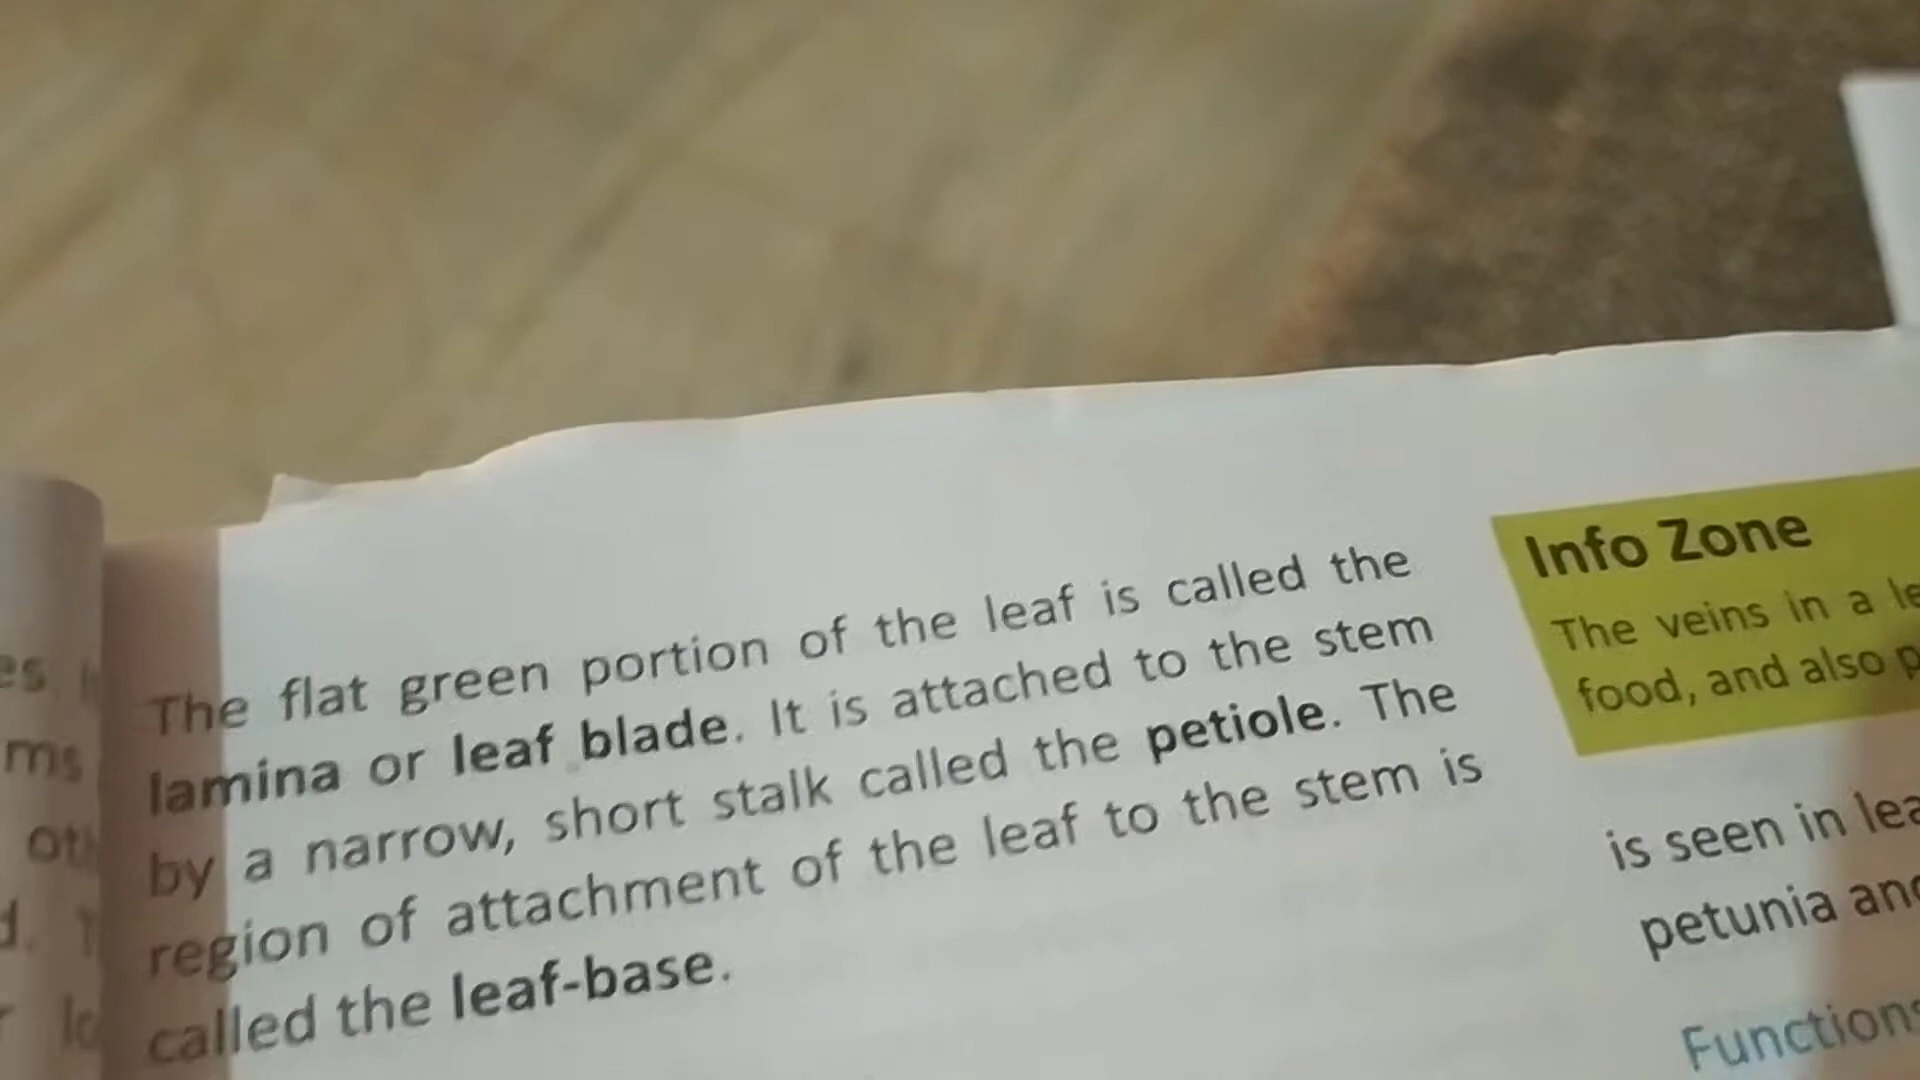 The flat green portion of the leaf is called the
lamina or leaf blade. It is attached to the stem
by a narrow, short stalk called the petiole. The
region of attachment of the leaf to the stem is
called the leaf-base.
Info Zone
The veins in a
food, and also
is seen in
petunia
Functions